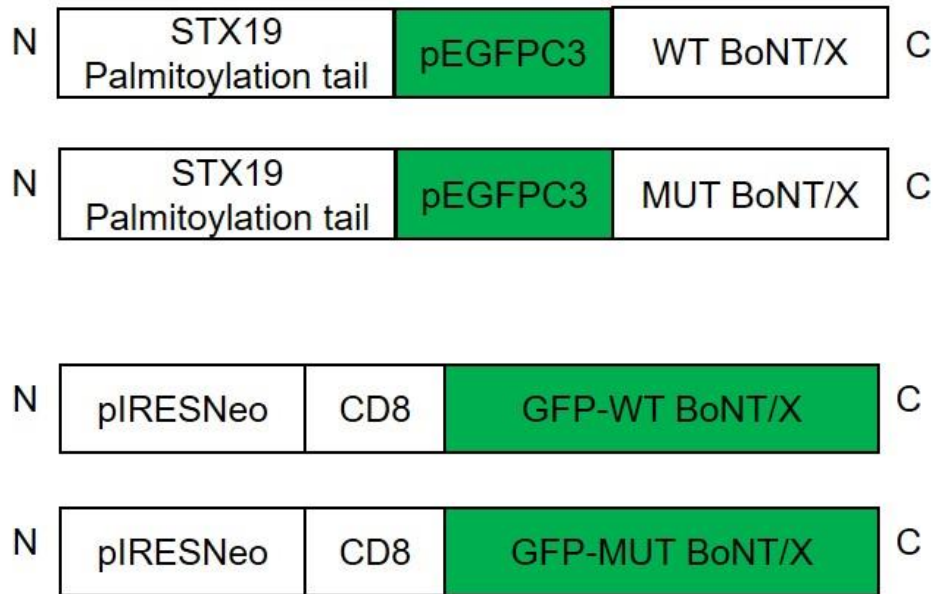 N STX19 Palmitoylation tail pEGFPC3 WT BoNT/X C
N STX19 Palmitoylation tail pEGFPC3 MUT BoNT/X C
N pIRESNeo CD8 GFP-WT BoNT/X C
N pIRESNeo CD8 GFP-MUT BoNT/X C